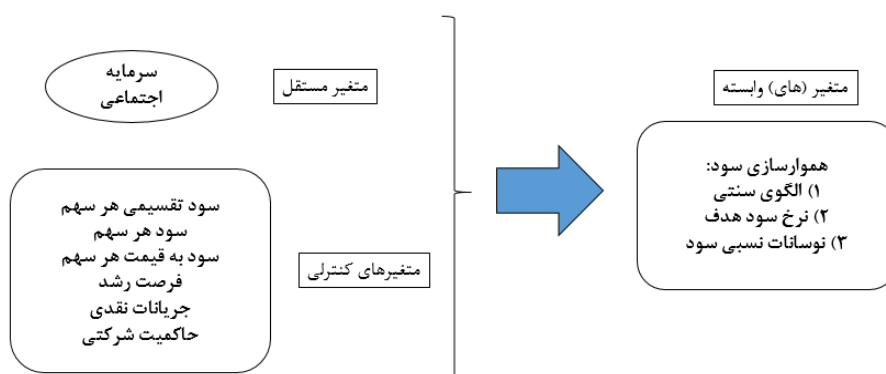 سرمایه
اجتماعی
متغیر مستقل
متغیر (های) وابسته
هموارسازی سود:
۱) الگوی سنتی
۲) نرخ سود هدف
۳) نوسانات نسبی سود
سود تقسیمی هر سهم
سود هر سهم
سود به قیمت هر سهم
فرصت رشد
جریانات نقدی
حاکمیت شرکتی
متغیرهای کنترلی